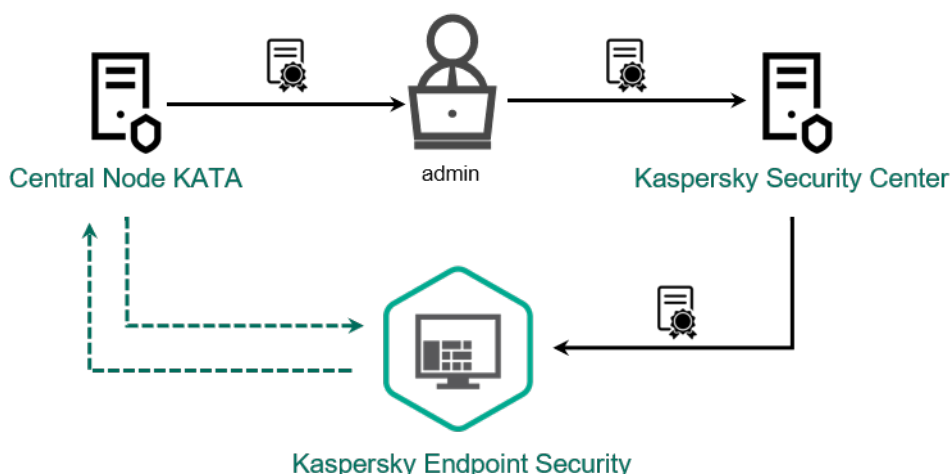 admin
Central Node KATA
Kaspersky Security Center
Kaspersky Endpoint Security